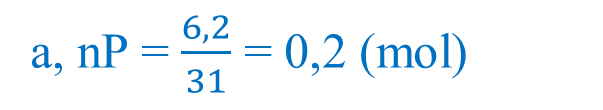 a, nP = 6,2/31 = 0,2 (mol)